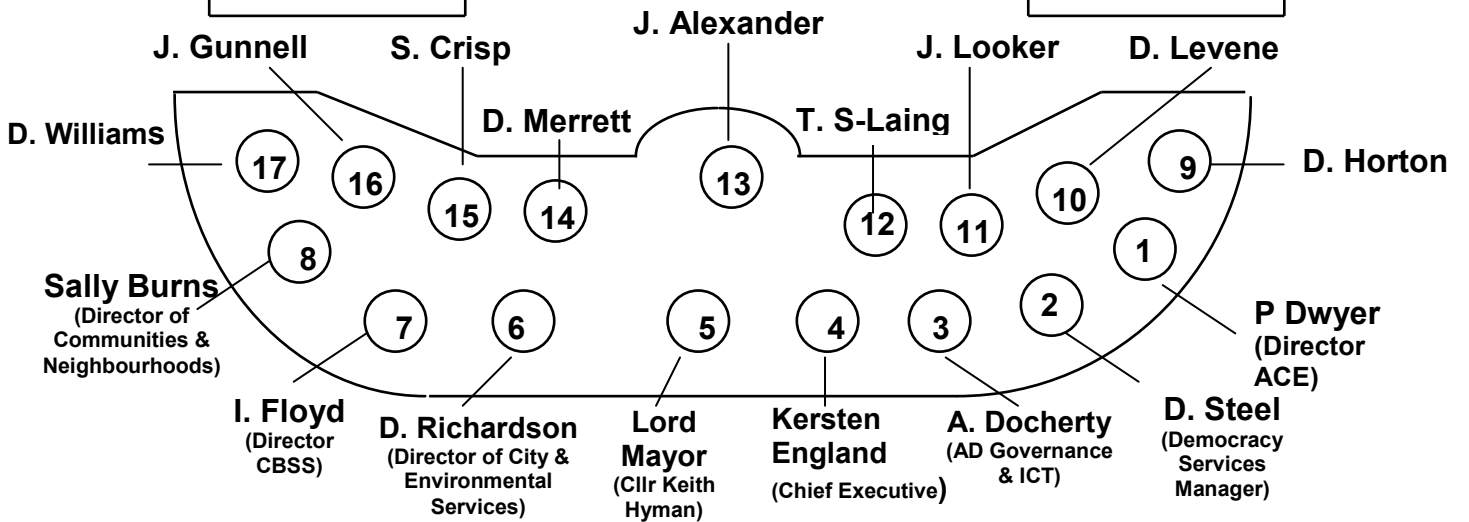 J. Alexander
J. Gunnell
S. Crisp
J. Looker
D. Levene
D. Williams
D. Merrett
T. S-Laing
D. Horton
17
16
15
14
13
12
11
10
9
8
7
6
5
4
3
2
1
Sally Burns
(Director of
Communities &
Neighbourhoods)
I. Floyd
(Director
CBSS)
D. Richardson
(Director of City &
Environmental
Services)
Lord
Mayor
(Cllr Keith
Hyman)
Kersten
England
(Chief Executive)
A. Docherty
(AD Governance
& ICT)
D. Steel
(Democracy
Services
Manager)
P Dwyer
(Director
ACE)